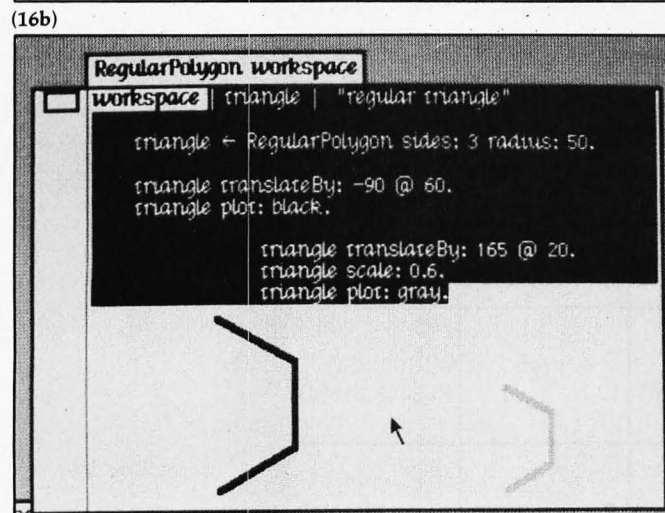 (16b)
RegularPolygon workspace
workspace | triangle | "regular triangle"
triangle ← RegularPolygon sides: 3 radius: 50.
triangle translateBy: -90 @ 60.
triangle plot: black.
triangle translateBy: 165 @ 20.
triangle scale: 0.6.
triangle plot: gray.